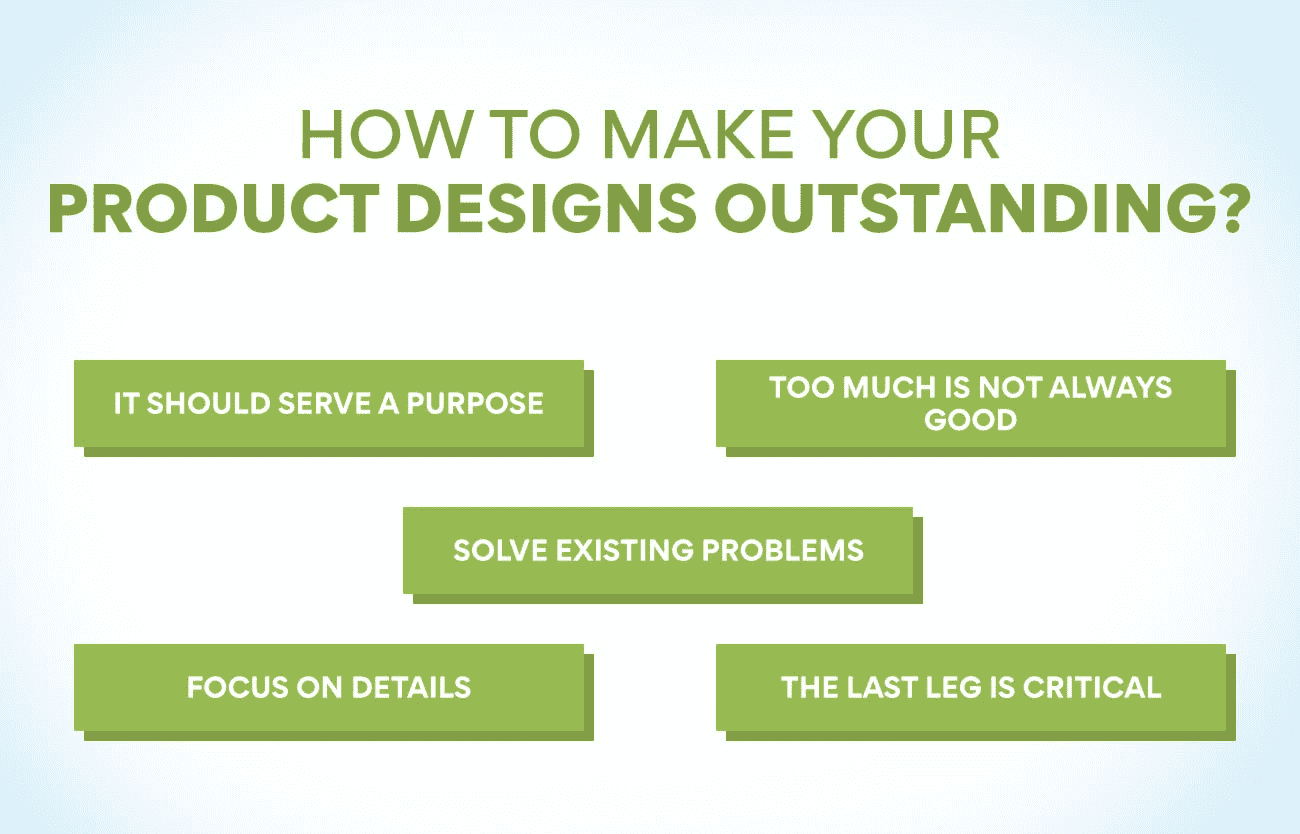 HOW TO MAKE YOUR
PRODUCT DESIGNS OUTSTANDING?
IT SHOULD SERVE A PURPOSE
TOO MUCH IS NOT ALWAYS
GOOD
SOLVE EXISTING PROBLEMS
FOCUS ON DETAILS
THE LAST LEG IS CRITICAL